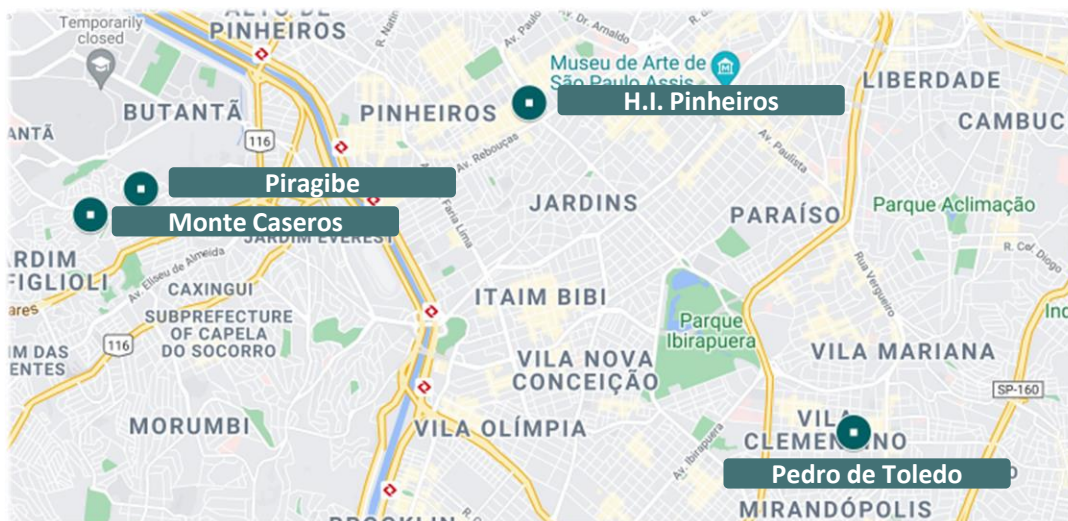 Temporarily
closed
ALTO DE
PINHEIROS
R. Natin
Av. Paulo
Av. Dr. Arnaldo
Museu de Arte de
São Paulo Assis
LIBERDADE
H.I. Pinheiros
BUTANTÃ
PINHEIROS
CAMBUC
ANTÃ
116
Av. Rebouças
Av. Paulista
Piragibe
Faria Lima
JARDINS
PARAÍSO
Parque Aclimação
Monte Caseros
JARDIM EVEREST
R. Cel. Diogo
ARDIM
FIGLIOLI
Av. Eliseu de Almeida
Rua Vergueiro
CAXINGUI
ITAIM BIBI
ares
SUBPREFECTURE
OF CAPELA
DO SOCORRO
Parque
Ibirapuera
Ind
116
IM DAS
ENTES
VILA NOVA
CONCEIÇÃO
VILA MARIANA
SP-160
MORUMBI
VILA OLÍMPIA
VILA
CLEMENTINO
Av. Ibirapuera
Pedro de Toledo
MIRANDÓPOLIS
BROOKLIN